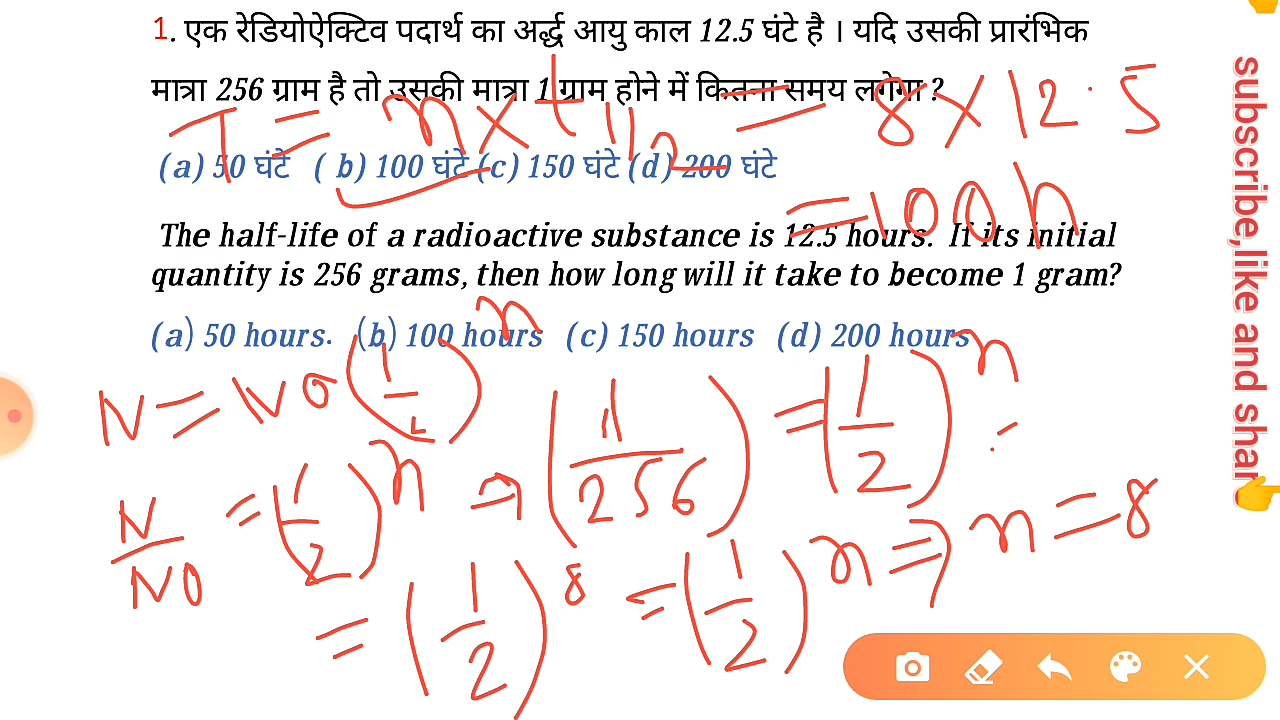 1. एक रेडियोऐक्टिव पदार्थ का अर्द्ध आयु काल 12.5 घंटे है । यदि उसकी प्रारंभिक
मात्रा 256 ग्राम है तो उसकी मात्रा 1 ग्राम होने में कितना समय लगेगा ?
T = n × t 1/2 = 8 × 12.5
(a) 50 घंटे ( b) 100 घंटे (c) 150 घंटे (d) 200 घंटे
= 100 h
The half-life of a radioactive substance is 12.5 hours. If its initial
quantity is 256 grams, then how long will it take to become 1 gram?
(a) 50 hours. (b) 100 hours (c) 150 hours (d) 200 hours
N = N0 (1/2)^n
N/N0 = (1/2)^n → (1/256) = (1/2)^n =
= (1/2)^8 = (1/2)^n ⇒ n = 8
subscribe,like and shar